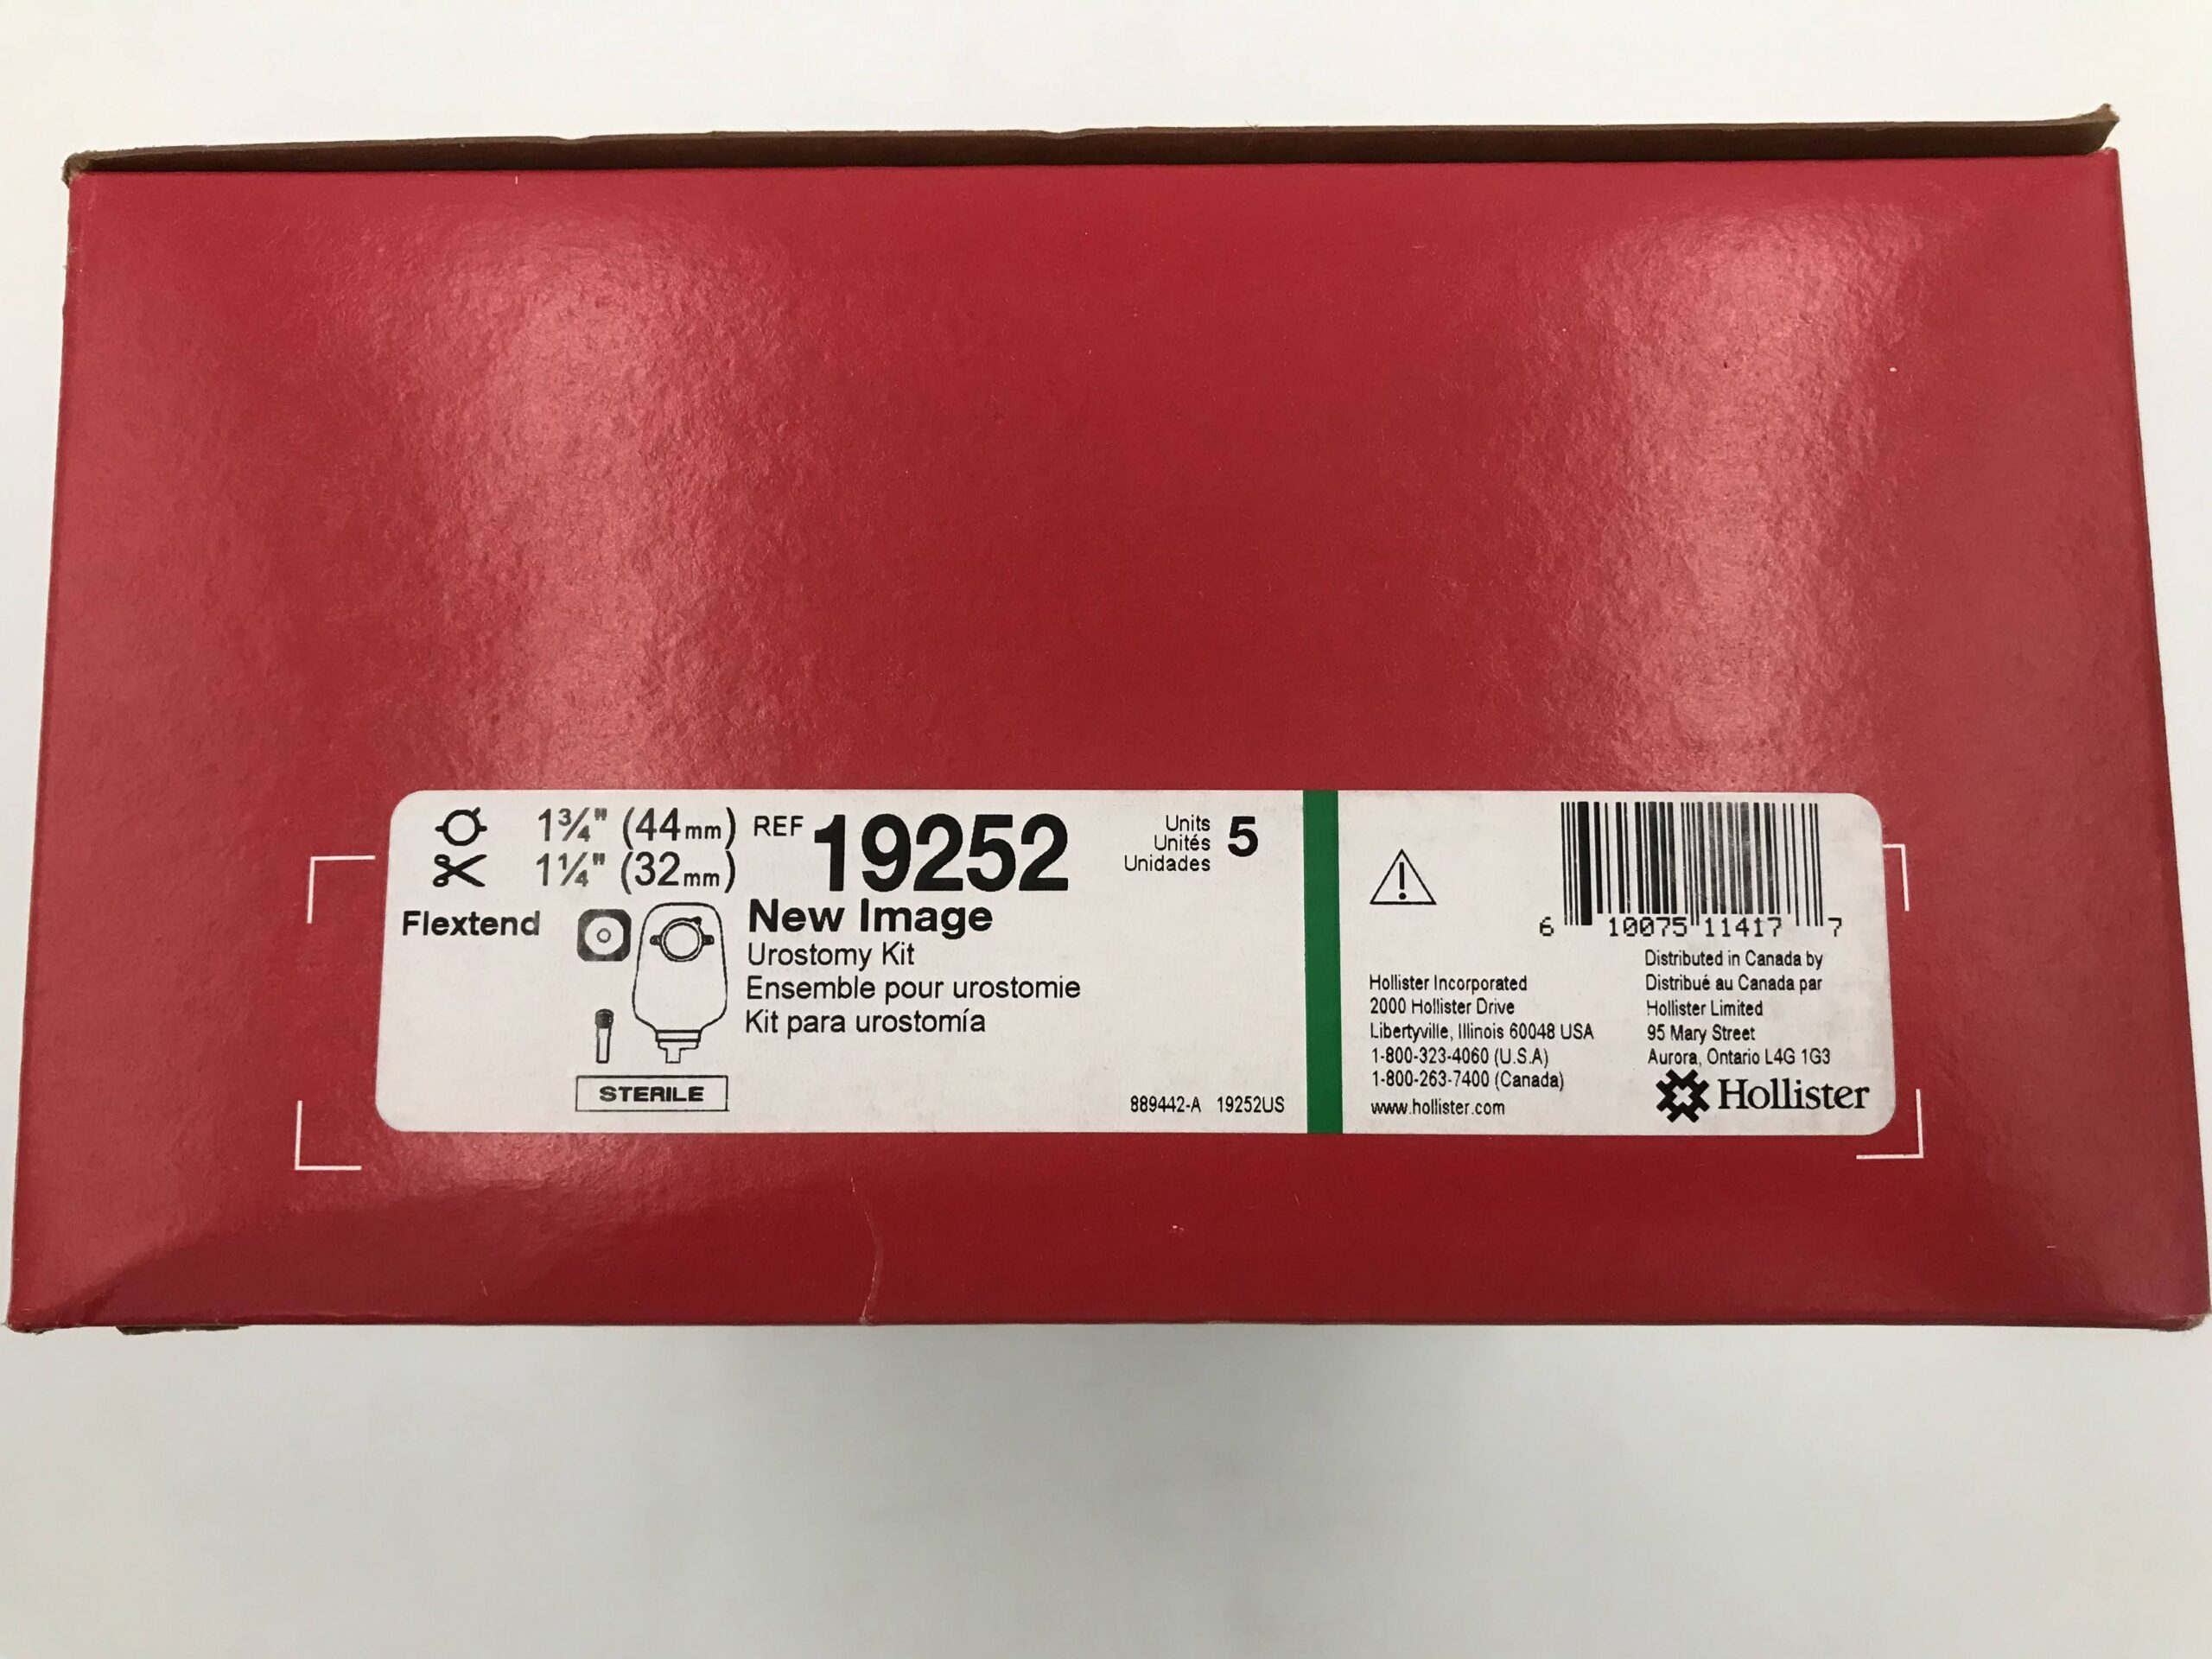 1¾" (44mm)
1¼" (32mm)
Flextend
REF 19252
New Image
Urostomy Kit
Ensemble pour urostomie
Kit para urostomía
STERILE
Units
Unités
Unidades
5
889442-A 19252US
Hollister Incorporated
2000 Hollister Drive
Libertyville, Illinois 60048 USA
1-800-323-4060 (U.S.A)
1-800-263-7400 (Canada)
www.hollister.com
6 10075 11417 7
Distributed in Canada by
Distribué au Canada par
Hollister Limited
95 Mary Street
Aurora, Ontario L4G 1G3
Hollister